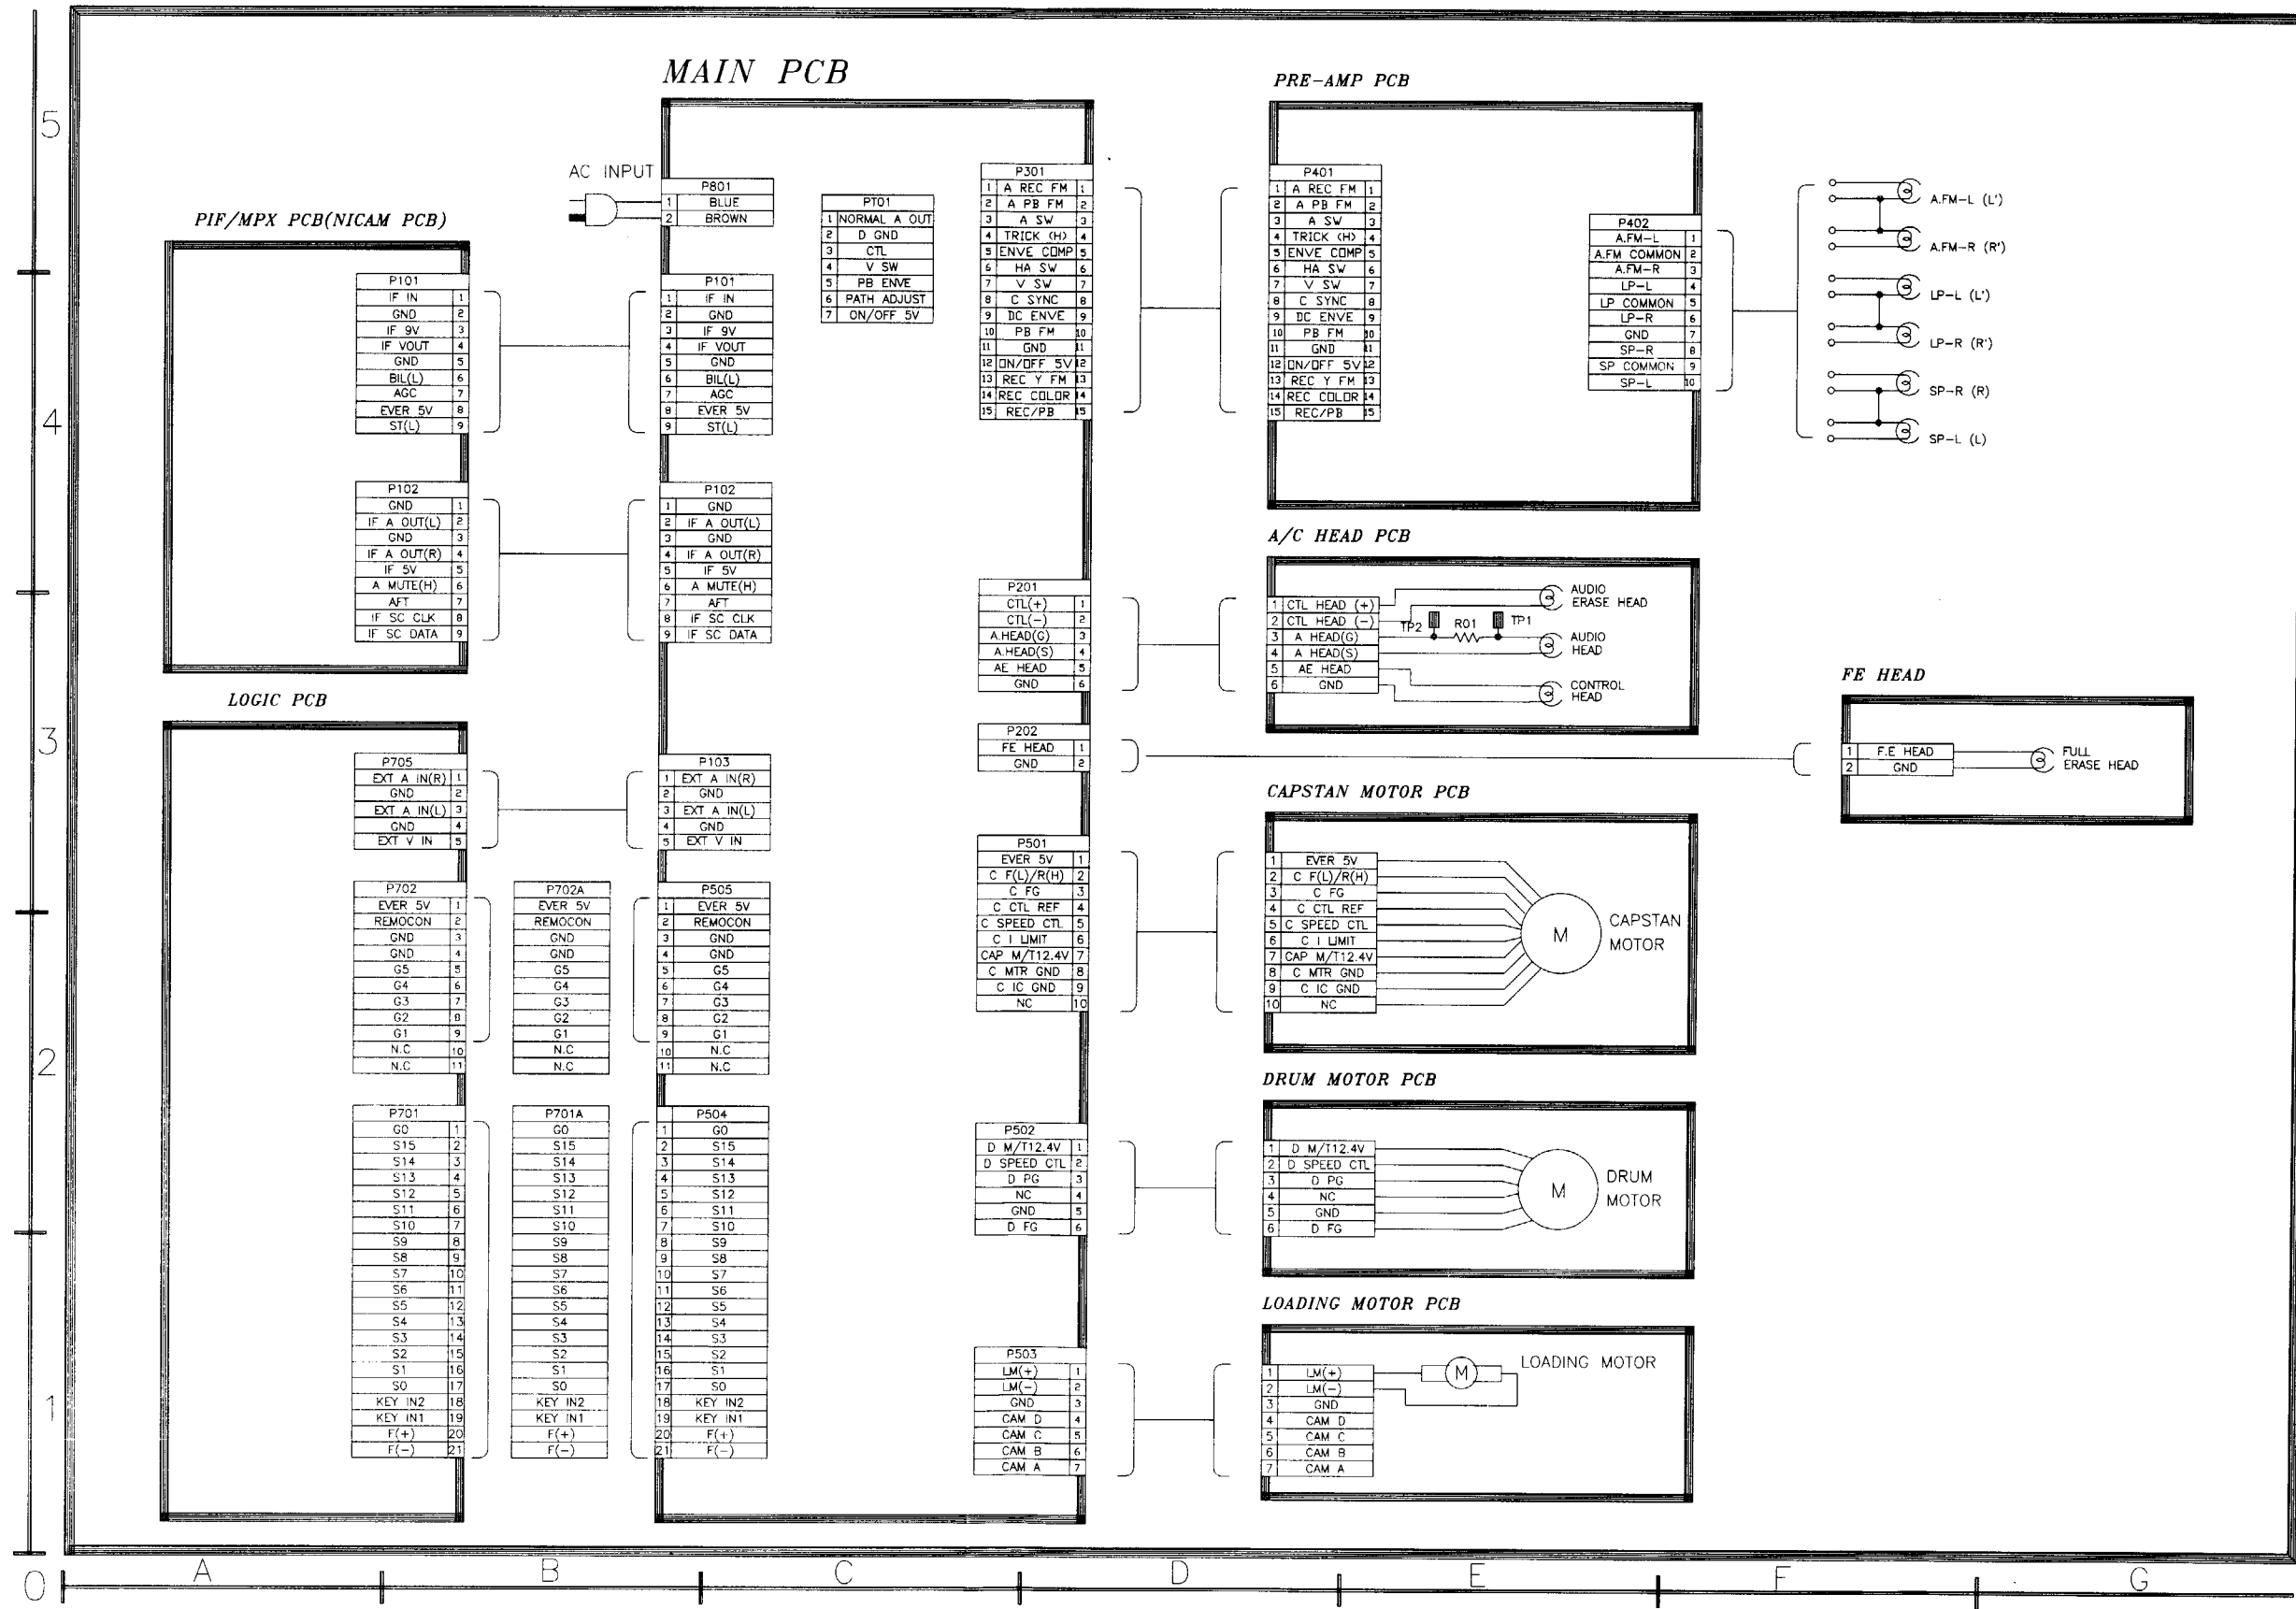 MAIN PCB
PRE-AMP PCB
5
AC INPUT
P801
1 BLUE
2 BROWN
PT01
1 NORMAL A OUT
2 D GND
3 CTL
4 V SW
5 PB ENVE
6 PATH ADJUST
7 ON/OFF 5V
P301
1 A REC FM 1
2 A PB FM 2
3 A SW 3
4 TRICK (H) 4
5 ENVE COMP 5
6 HA SW 6
7 V SW 7
8 C SYNC 8
9 DC ENVE 9
10 PB FM 10
11 GND 11
12 ON/OFF 5V 12
13 REC Y FM 13
14 REC COLOR 14
15 REC/PB 15
P401
1 A REC FM 1
2 A PB FM 2
3 A SW 3
4 TRICK (H) 4
5 ENVE COMP 5
6 HA SW 6
7 V SW 7
8 C SYNC 8
9 DC ENVE 9
10 PB FM 10
11 GND 11
12 ON/OFF 5V 12
13 REC Y FM 13
14 REC COLOR 14
15 REC/PB 15
P402
A.FM-L 1
A.FM COMMON 2
A.FM-R 3
LP-L 4
LP COMMON 5
LP-R 6
GND 7
SP-R 8
SP COMMON 9
SP-L 10
A.FM-L (L')
A.FM-R (R')
LP-L (L')
LP-R (R')
SP-R (R)
SP-L (L)
PIF/MPX PCB(NICAM PCB)
P101
IF IN 1
GND 2
IF 9V 3
IF VOUT 4
GND 5
BIL(L) 6
AGC 7
EVER 5V 8
ST(L) 9
P101
1 IF IN
2 GND
3 IF 9V
4 IF VOUT
5 GND
6 BIL(L)
7 AGC
8 EVER 5V
9 ST(L)
4
P102
GND 1
IF A OUT(L) 2
GND 3
IF A OUT(R) 4
IF 5V 5
A MUTE(H) 6
AFT 7
IF SC CLK 8
IF SC DATA 9
P102
1 GND
2 IF A OUT(L)
3 GND
4 IF A OUT(R)
5 IF 5V
6 A MUTE(H)
7 AFT
8 IF SC CLK
9 IF SC DATA
A/C HEAD PCB
P201
CTL(+) 1
CTL(-) 2
A.HEAD(G) 3
A.HEAD(S) 4
AE HEAD 5
GND 6
1 CTL HEAD (+)
2 CTL HEAD (-)
3 A HEAD(G)
4 A HEAD(S)
5 AE HEAD
6 GND
TP2
R01
TP1
AUDIO
ERASE HEAD
AUDIO
HEAD
CONTROL
HEAD
LOGIC PCB
FE HEAD
3
P202
FE HEAD 1
GND 2
1 F.E HEAD
2 GND
FULL
ERASE HEAD
P705
EXT A IN(R) 1
GND 2
EXT A IN(L) 3
GND 4
EXT V IN 5
P103
1 EXT A IN(R)
2 GND
3 EXT A IN(L)
4 GND
5 EXT V IN
CAPSTAN MOTOR PCB
P501
EVER 5V 1
C F(L)/R(H) 2
C FG 3
C CTL REF 4
C SPEED CTL 5
C I LIMIT 6
CAP M/T12.4V 7
C MTR GND 8
C IC GND 9
NC 10
1 EVER 5V
2 C F(L)/R(H)
3 C FG
4 C CTL REF
5 C SPEED CTL
6 C I LIMIT
7 CAP M/T12.4V
8 C MTR GND
9 C IC GND
10 NC
M
CAPSTAN
MOTOR
P702
EVER 5V 1
REMOCON 2
GND 3
GND 4
G5 5
G4 6
G3 7
G2 8
G1 9
N.C 10
N.C 11
P702A
EVER 5V
REMOCON
GND
GND
G5
G4
G3
G2
G1
N.C
N.C
P505
1 EVER 5V
2 REMOCON
3 GND
4 GND
5 G5
6 G4
7 G3
8 G2
9 G1
10 N.C
11 N.C
2
DRUM MOTOR PCB
P502
D M/T12.4V 1
D SPEED CTL 2
D PG 3
NC 4
GND 5
D FG 6
1 D M/T12.4V
2 D SPEED CTL
3 D PG
4 NC
5 GND
6 D FG
M
DRUM
MOTOR
P701
G0 1
S15 2
S14 3
S13 4
S12 5
S11 6
S10 7
S9 8
S8 9
S7 10
S6 11
S5 12
S4 13
S3 14
S2 15
S1 16
S0 17
KEY IN2 18
KEY IN1 19
F(+) 20
F(-) 21
P701A
G0
S15
S14
S13
S12
S11
S10
S9
S8
S7
S6
S5
S4
S3
S2
S1
S0
KEY IN2
KEY IN1
F(+)
F(-)
P504
1 G0
2 S15
3 S14
4 S13
5 S12
6 S11
7 S10
8 S9
9 S8
10 S7
11 S6
12 S5
13 S4
14 S3
15 S2
16 S1
17 S0
18 KEY IN2
19 KEY IN1
20 F(+)
21 F(-)
LOADING MOTOR PCB
P503
LM(+) 1
LM(-) 2
GND 3
CAM D 4
CAM C 5
CAM B 6
CAM A 7
1 LM(+)
2 LM(-)
3 GND
4 CAM D
5 CAM C
6 CAM B
7 CAM A
M
LOADING MOTOR
1
0 A B C D E F G